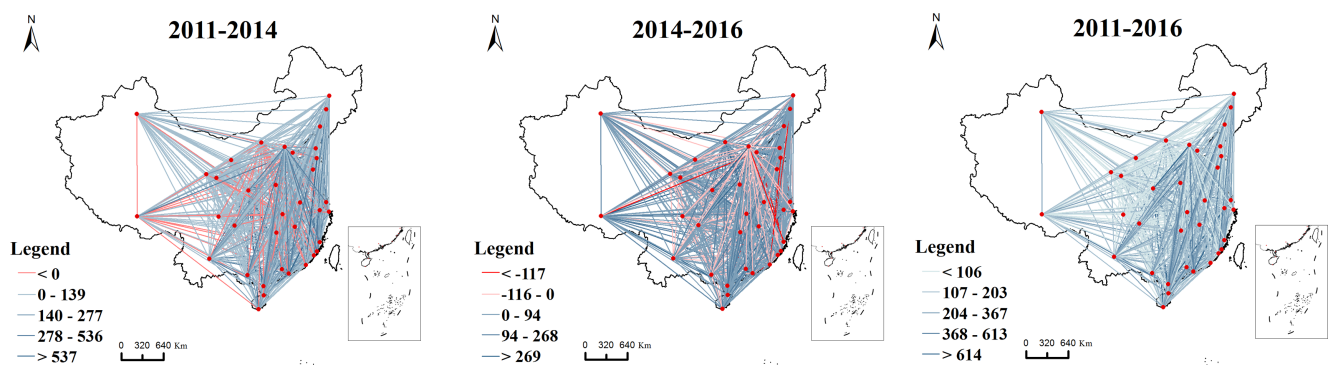 N
2011-2014
Legend
< 0
0 - 139
140 - 277
278 - 536
> 537
0 320 640 Km
N
2014-2016
Legend
< -117
-116 - 0
0 - 94
94 - 268
> 269
0 320 640 Km
N
2011-2016
Legend
< 106
107 - 203
204 - 367
368 - 613
> 614
0 320 640 Km